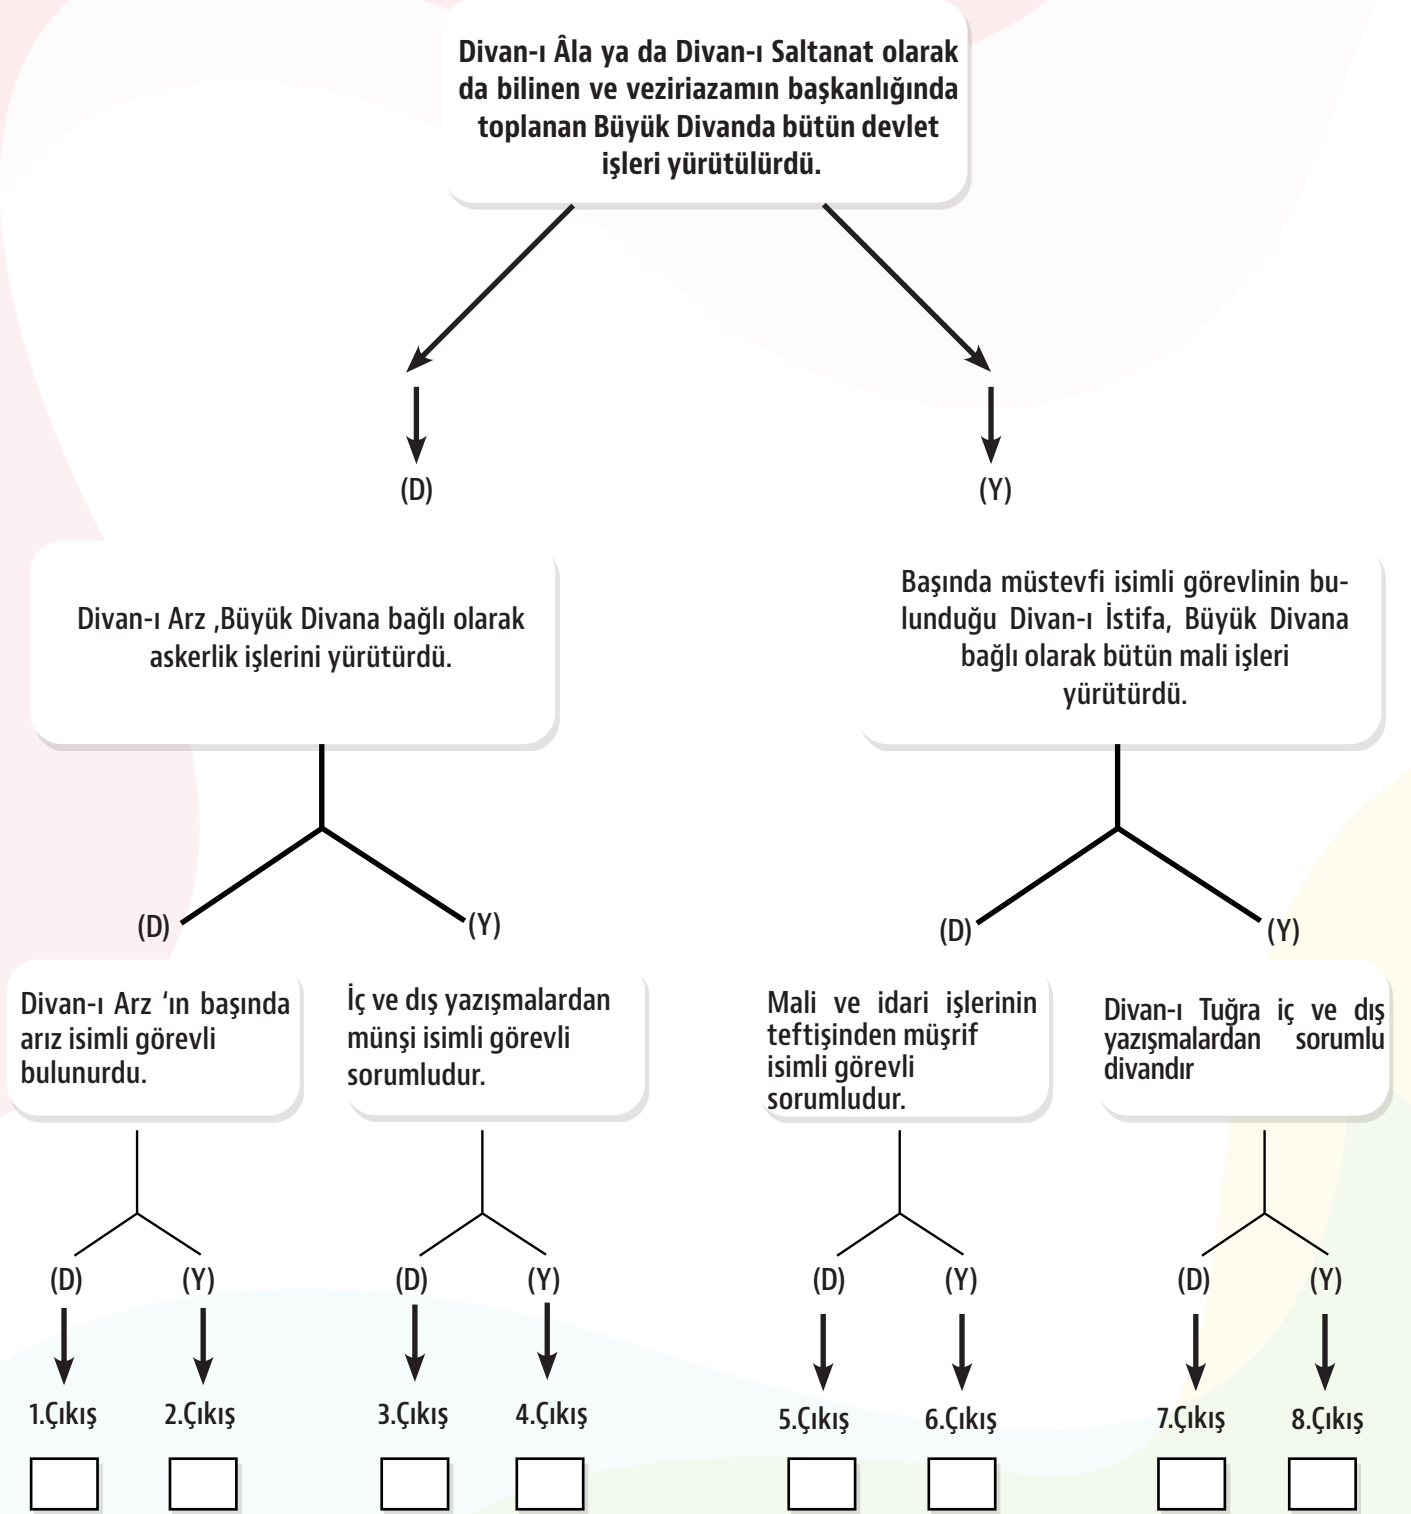 Divan-ı Âla ya da Divan-ı Saltanat olarak
da bilinen ve veziriazamın başkanlığında
toplanan Büyük Divanda bütün devlet
işleri yürütülürdü.
(D)
(Y)
Divan-ı Arz ,Büyük Divana bağlı olarak
askerlik işlerini yürütürdü.
Başında müstevfi isimli görevlinin bu-
lunduğu Divan-ı İstifa, Büyük Divana
bağlı olarak bütün mali işleri
yürütürdü.
(D)
(Y)
(D)
(Y)
Divan-ı Arz ‘ın başında
arız isimli görevli
bulunurdu.
İç ve dış yazışmalardan
münşi isimli görevli
sorumludur.
Mali ve idari işlerinin
teftişinden müşrif
isimli görevli
sorumludur.
Divan-ı Tuğra iç ve dış
yazışmalardan sorumlu
divandır
(D)
(Y)
(D)
(Y)
(D)
(Y)
(D)
(Y)
1.Çıkış
2.Çıkış
3.Çıkış
4.Çıkış
5.Çıkış
6.Çıkış
7.Çıkış
8.Çıkış